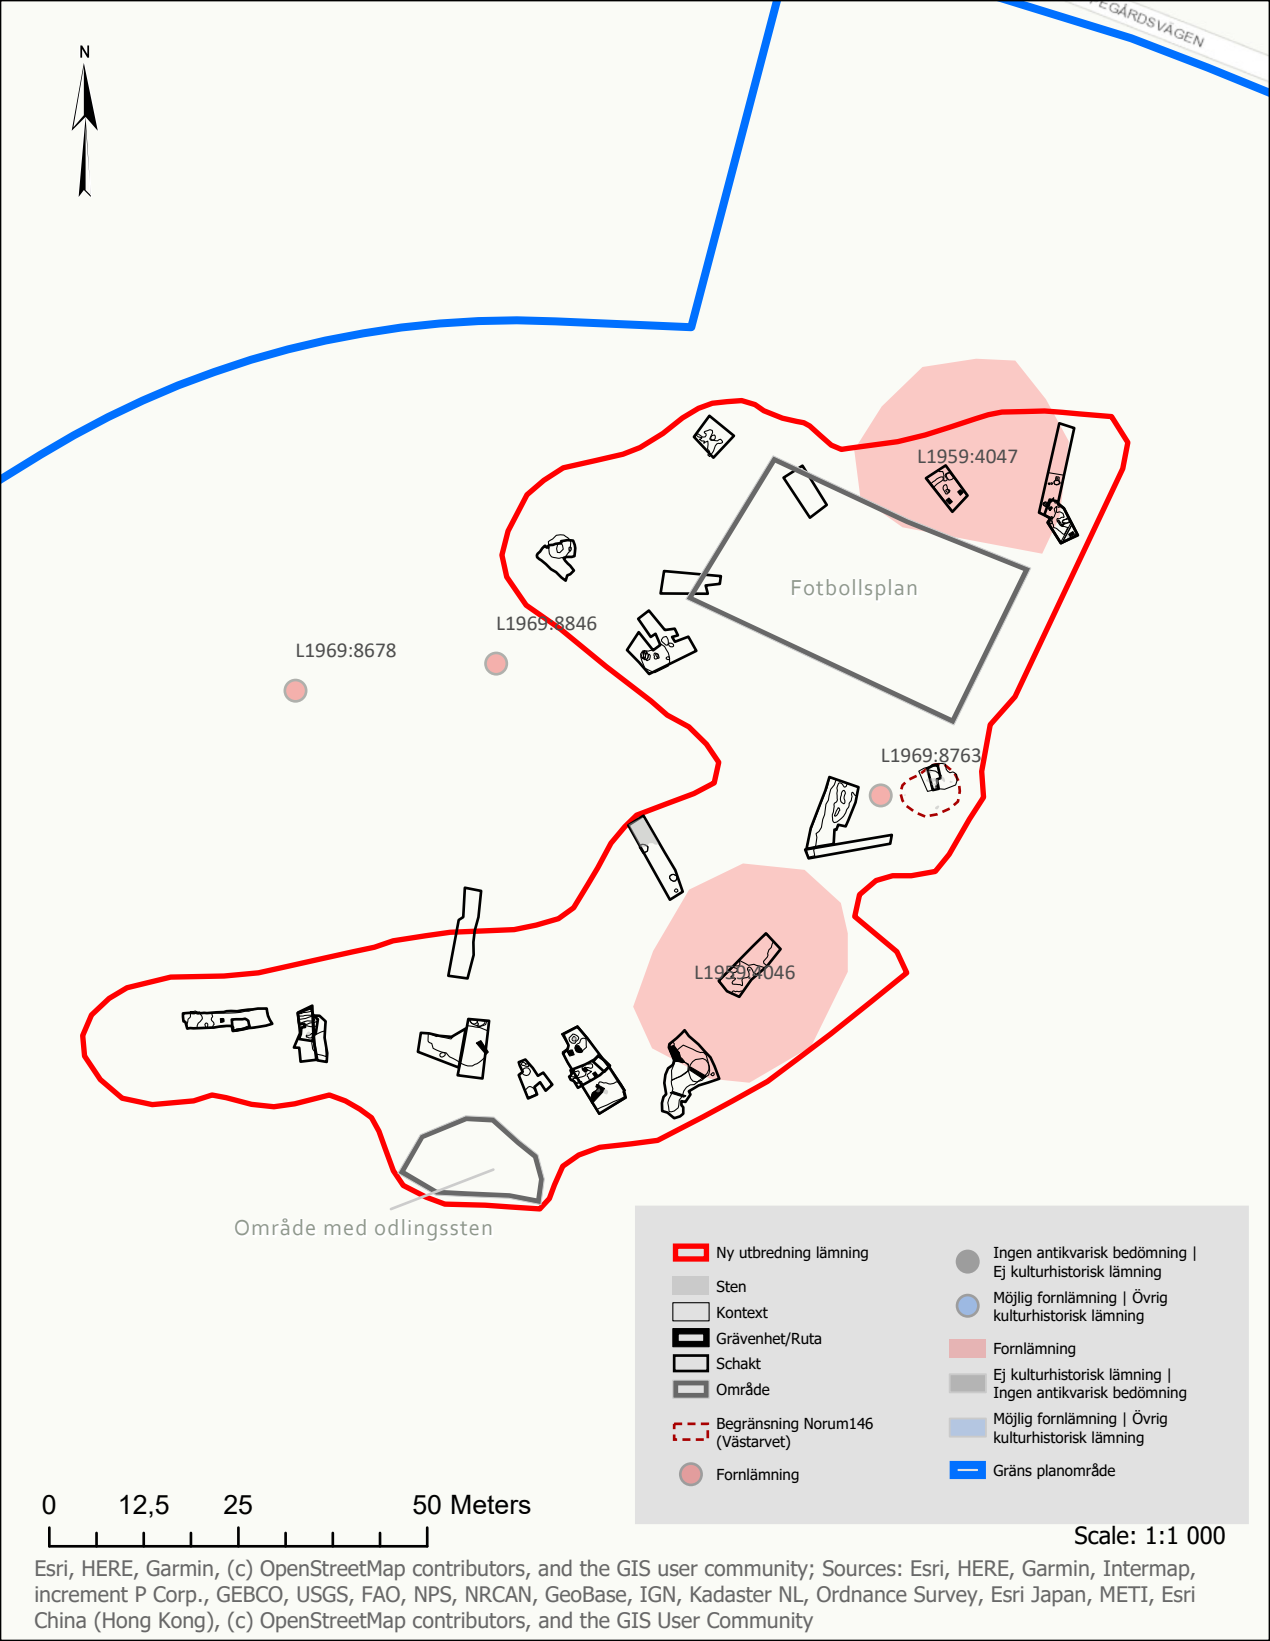 EGÅRDSVÄGEN
N
L1959:4047
Fotbollsplan
L1969:8846
L1969:8678
L1969:8763
L1959:4046
Område med odlingssten
Ny utbredning lämning
Sten
Kontext
Grävenhet/Ruta
Schakt
Område
Begränsning Norum146
(Västarvet)
Fornlämning
Ingen antikvarisk bedömning |
Ej kulturhistorisk lämning
Möjlig fornlämning | Övrig
kulturhistorisk lämning
Fornlämning
Ej kulturhistorisk lämning |
Ingen antikvarisk bedömning
Möjlig fornlämning | Övrig
kulturhistorisk lämning
Gräns planområde
0 12,5 25 50 Meters
Scale: 1:1 000
Esri, HERE, Garmin, (c) OpenStreetMap contributors, and the GIS user community; Sources: Esri, HERE, Garmin, Intermap,
increment P Corp., GEBCO, USGS, FAO, NPS, NRCAN, GeoBase, IGN, Kadaster NL, Ordnance Survey, Esri Japan, METI, Esri
China (Hong Kong), (c) OpenStreetMap contributors, and the GIS User Community